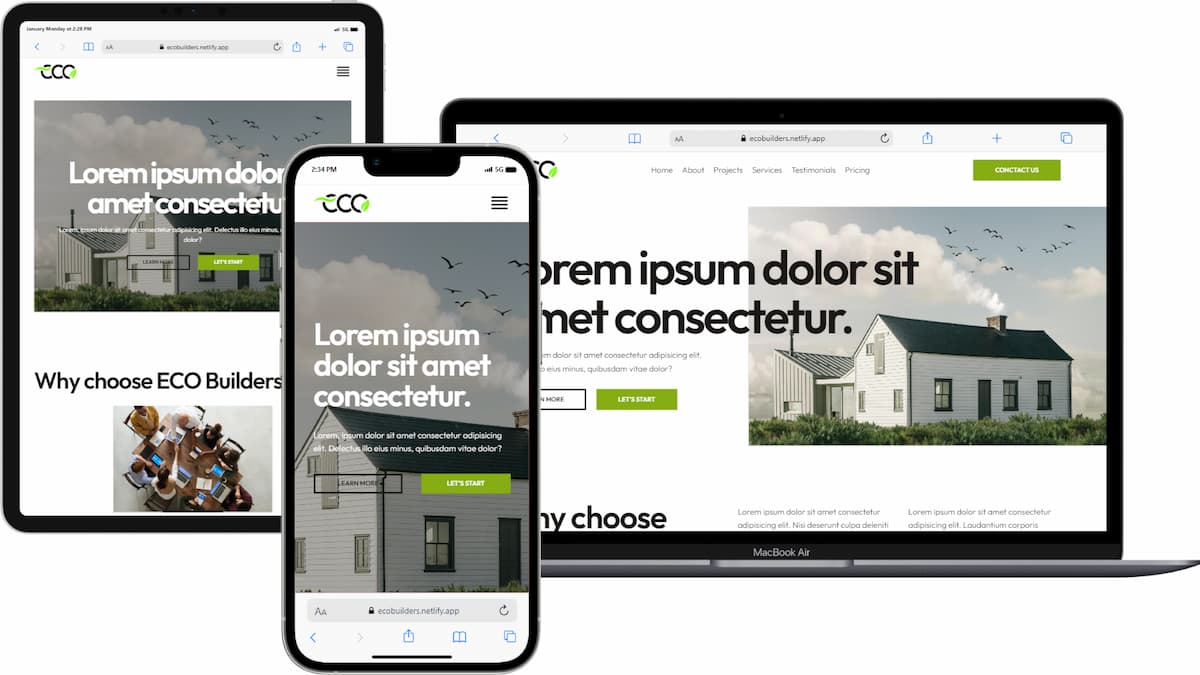 January Monday at 2:28 PM
5G
AA
ecobuilders.netlify.app
ECO
Lorem ipsum dolor
amet consectetu
Lorem, ipsum dolor sit amet consectetur adipisicing elit. Delectus illo eius minus,
dolor?
LEARN MORE
LET'S START
Why choose ECO Builders
2:34 PM
5G
ECO
Lorem ipsum
dolor sit amet
consectetur.
Lorem, ipsum dolor sit amet consectetur adipisicing
elit. Delectus illo eius minus, quibusdam vitae dolor?
LEARN MORE
LET'S START
AA
ecobuilders.netlify.app
AA
ecobuilders.netlify.app
CO
Home About Projects Services Testimonials Pricing
CONCTACT US
orem ipsum dolor sit
met consectetur.
m dolor sit amet consectetur adipisicing elit.
o eius minus, quibusdam vitae dolor?
N MORE
LET'S START
hy choose
Lorem ipsum dolor sit amet consectetur
adipisicing elit. Nisi deserunt culpa deleniti
Lorem ipsum dolor sit amet consectetur
adipisicing elit. Laudantium corporis
MacBook Air